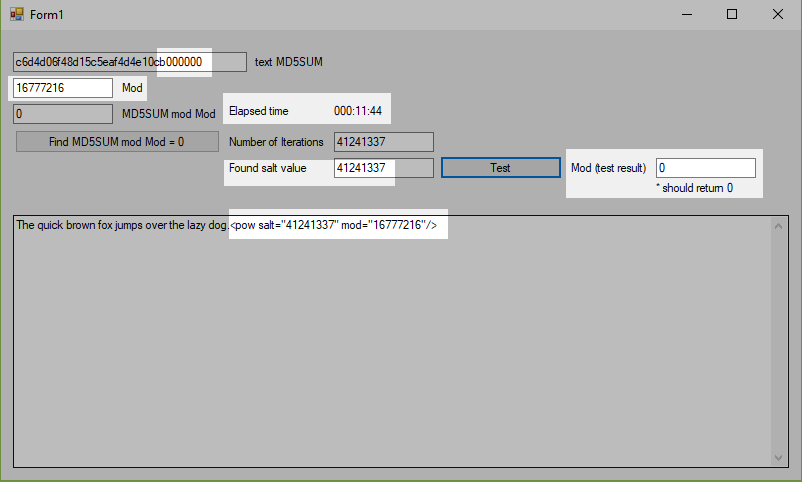 Form1
c6d4d06f48d15c5eaf4d4e10cb000000 text MD5SUM
16777216 Mod
0 MD5SUM mod Mod Elapsed time 000:11:44
Find MD5SUM mod Mod = 0 Number of Iterations 41241337
Found salt value 41241337 Test Mod (test result) 0
* should return 0
The quick brown fox jumps over the lazy dog.<pow salt="41241337" mod="16777216"/>